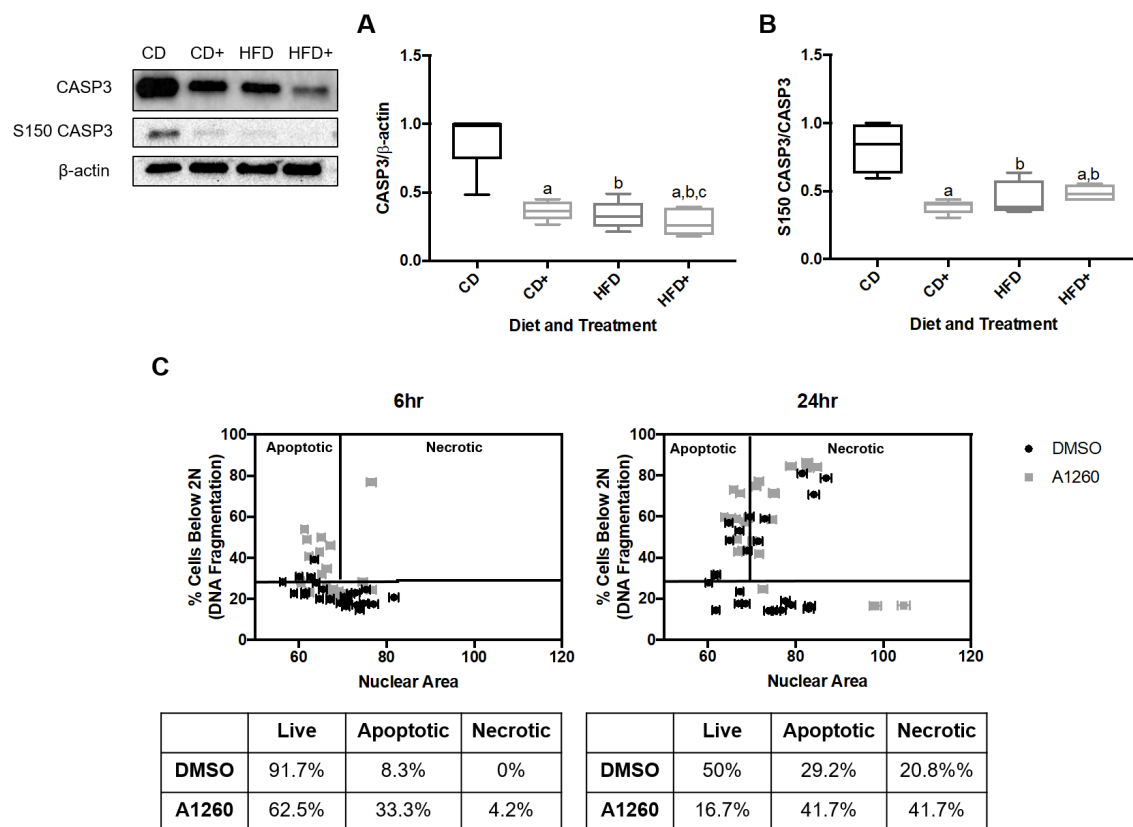 CD CD+ HFD HFD+
CASP3
S150 CASP3
β-actin
A
1.5
1.0
0.5
0.0
CASP3/β-actin
a
b
a,b,c
CD
CD+
HFD
HFD+
Diet and Treatment
B
1.5
1.0
0.5
0.0
S150 CASP3/CASP3
a
b
a,b
CD
CD+
HFD
HFD+
Diet and Treatment
C
6hr
100
80
60
40
20
0
% Cells Below 2N
(DNA Fragmentation)
Apoptotic
Necrotic
60 80 100 120
Nuclear Area
24hr
100
80
60
40
20
0
% Cells Below 2N
(DNA Fragmentation)
Apoptotic
Necrotic
60 80 100 120
Nuclear Area
DMSO
A1260
Live Apoptotic Necrotic
DMSO 91.7% 8.3% 0%
A1260 62.5% 33.3% 4.2%
Live Apoptotic Necrotic
DMSO 50% 29.2% 20.8%%
A1260 16.7% 41.7% 41.7%